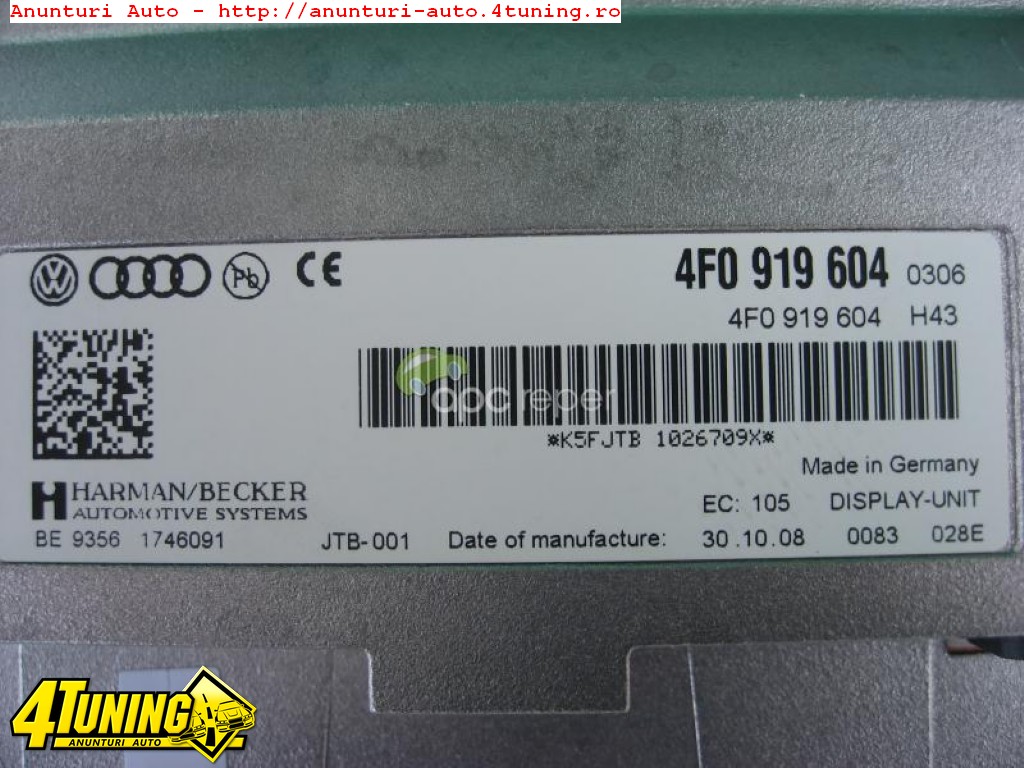 Anunturi Auto - http://anunturi-auto.4tuning.ro
Pb CE 4F0 919 604 0306
4F0 919 604 H43
apc reper
*K5FJTB 1026709X*
Made in Germany
HARMAN/BECKER
AUTOMOTIVE SYSTEMS
EC: 105 DISPLAY-UNIT
BE 9356 1746091 JTB-001 Date of manufacture: 30.10.08 0083 028E
4TUNING
ANUNTURI AUTO